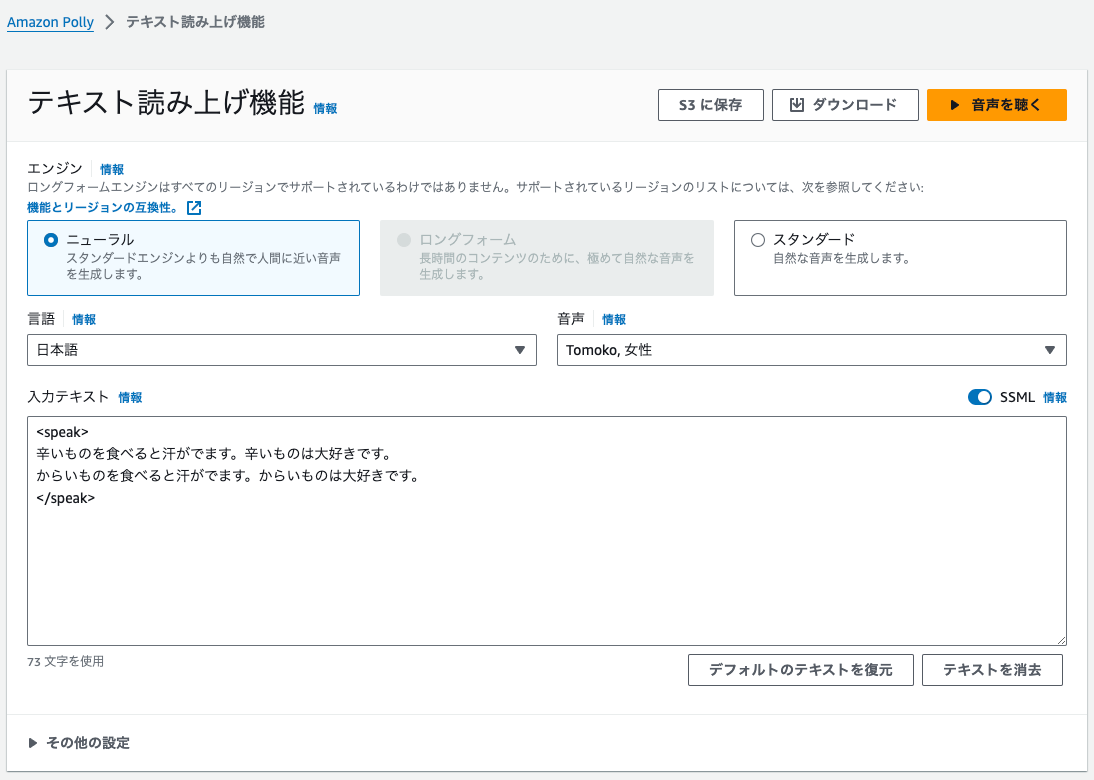 Amazon Polly > テキスト読み上げ機能
テキスト読み上げ機能 情報
S3 に保存
ダウンロード
音声を聴く
エンジン 情報
ロングフォームエンジンはすべてのリージョンでサポートされているわけではありません。サポートされているリージョンのリストについては、次を参照してください:
機能とリージョンの互換性。
ニューラル
スタンダードエンジンよりも自然で人間に近い音声
を生成します。
ロングフォーム
長時間のコンテンツのために、極めて自然な音声を
生成します。
スタンダード
自然な音声を生成します。
言語 情報
日本語
音声 情報
Tomoko, 女性
入力テキスト 情報
SSML 情報
<speak>
辛いものを食べると汗がでます。辛いものは大好きです。
からいものを食べると汗がでます。からいものは大好きです。
</speak>
73 文字を使用
デフォルトのテキストを復元
テキストを消去
その他の設定